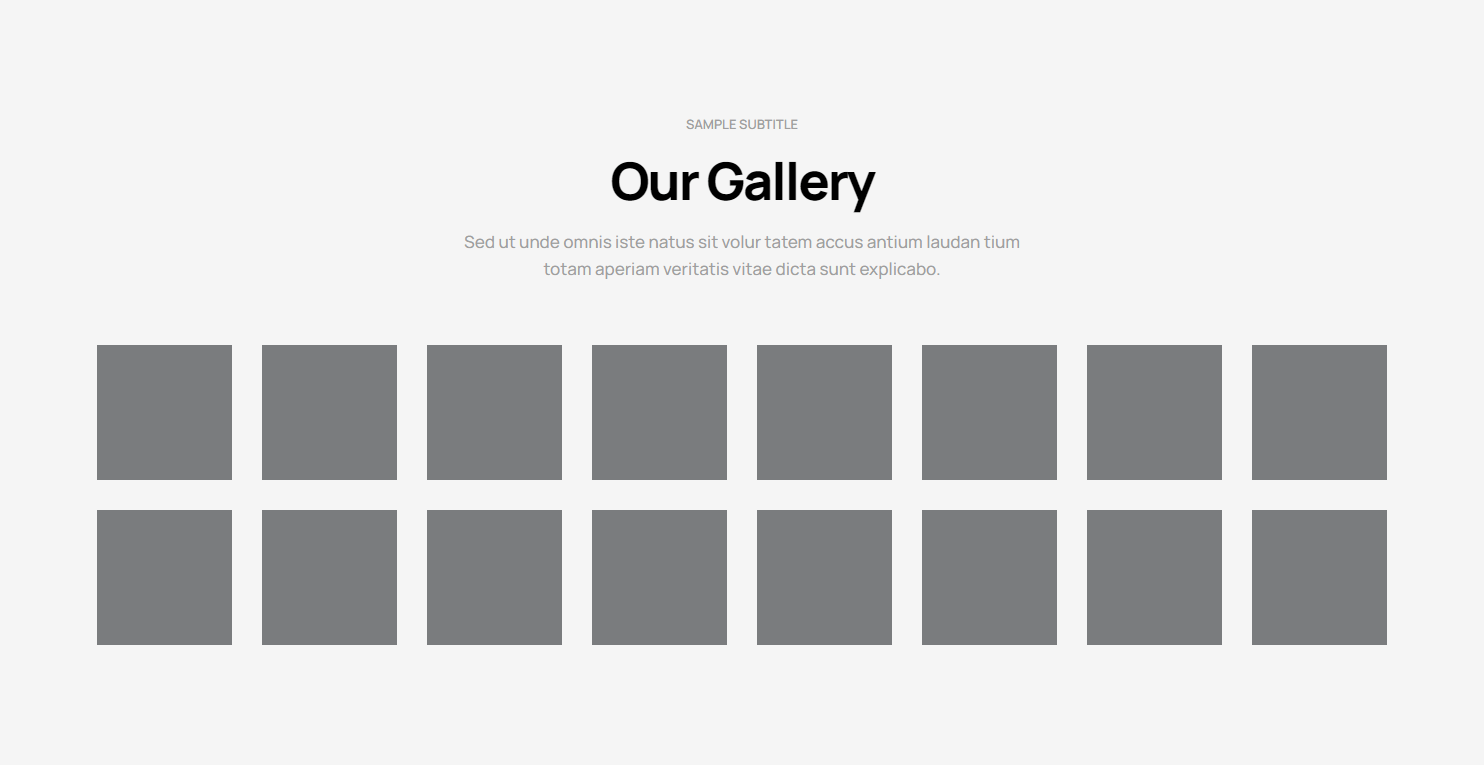 SAMPLE SUBTITLE
Our Gallery
Sed ut unde omnis iste natus sit volur tatem accus antium laudan tium
totam aperiam veritatis vitae dicta sunt explicabo.